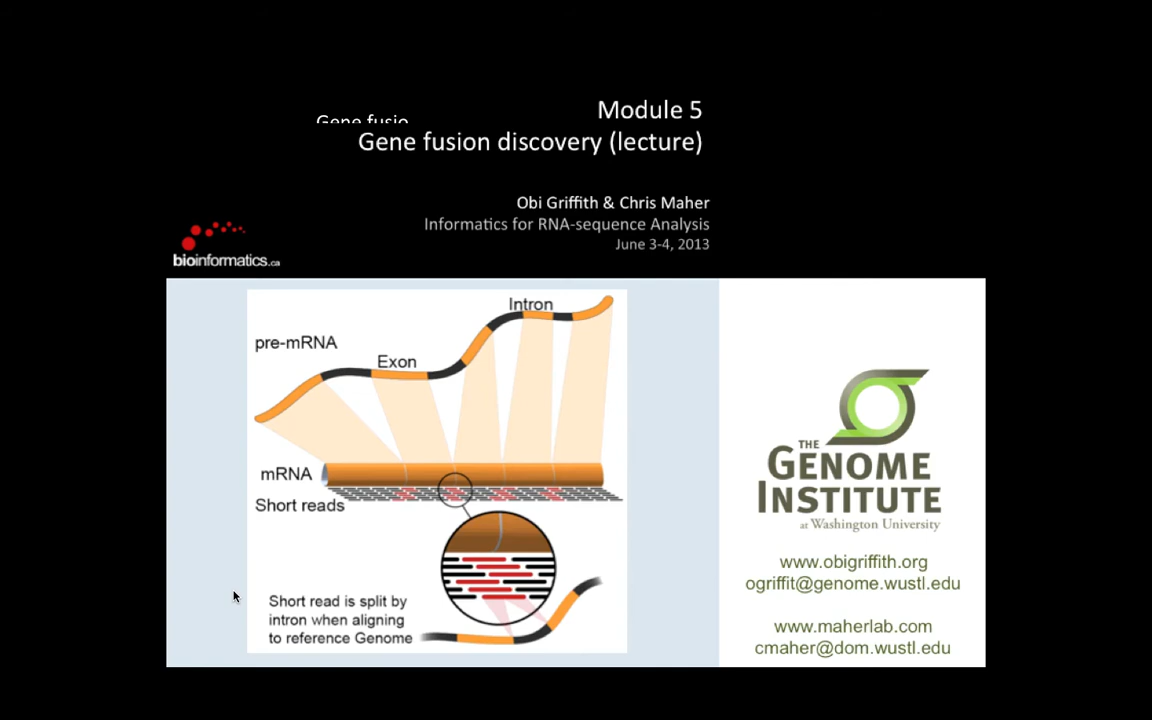 Module 5
Gene fusio
Gene fusion discovery (lecture)
Obi Griffith & Chris Maher
Informatics for RNA-sequence Analysis
June 3-4, 2013
bioinformatics.ca
Intron
pre-mRNA
Exon
mRNA
Short reads
Short read is split by
intron when aligning
to reference Genome
THE
GENOME
INSTITUTE
at Washington University
www.obigriffith.org
ogriffit@genome.wustl.edu
www.maherlab.com
cmaher@dom.wustl.edu